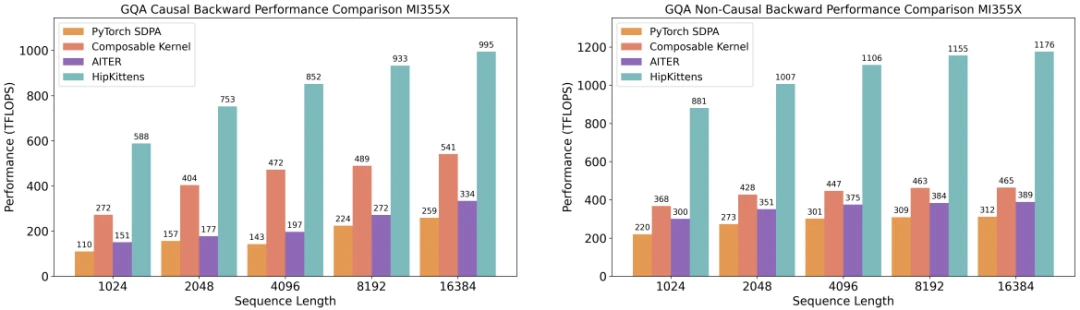 GQA Causal Backward Performance Comparison MI355X
Performance (TFLOPS)
1000
800
600
400
200
0
PyTorch SDPA
Composable Kernel
AITER
HipKittens
110 272 151 588
157 404 177 753
143 472 197 852
224 489 272 933
259 541 334 995
1024 2048 4096 8192 16384
Sequence Length
GQA Non-Causal Backward Performance Comparison MI355X
Performance (TFLOPS)
1200
1000
800
600
400
200
0
PyTorch SDPA
Composable Kernel
AITER
HipKittens
220 368 300 881
273 428 351 1007
301 447 375 1106
309 463 384 1155
312 465 389 1176
1024 2048 4096 8192 16384
Sequence Length